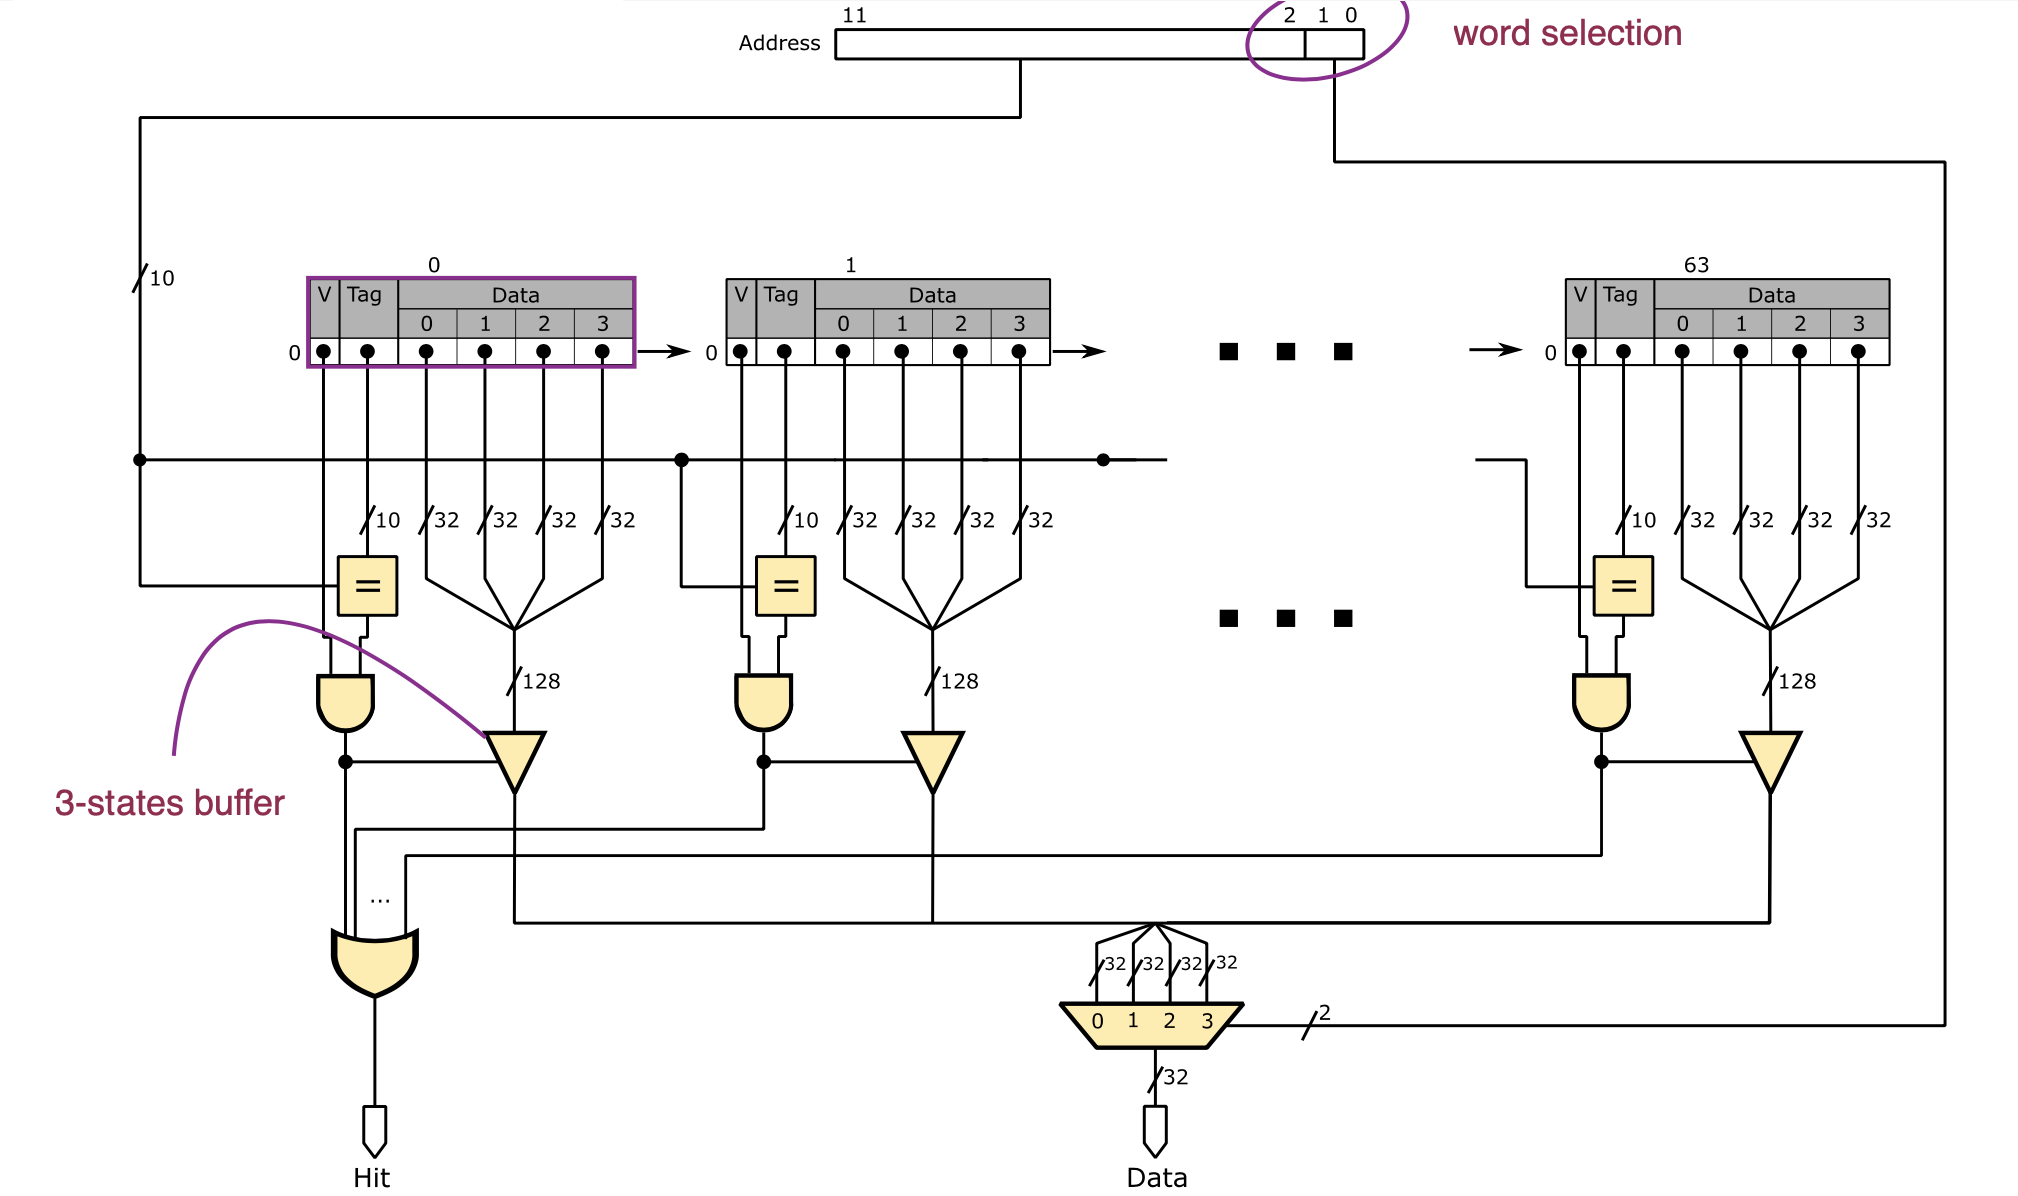 11 2 1 0
Address
word selection
10
0 1 63
V Tag Data V Tag Data V Tag Data
0 1 2 3 0 1 2 3 0 1 2 3
0 0 0
10 32 32 32 32 10 32 32 32 32 10 32 32 32 32
= = =
128 128 128
3-states buffer
...
32 32 32 32
0 1 2 3
2
32
Hit Data